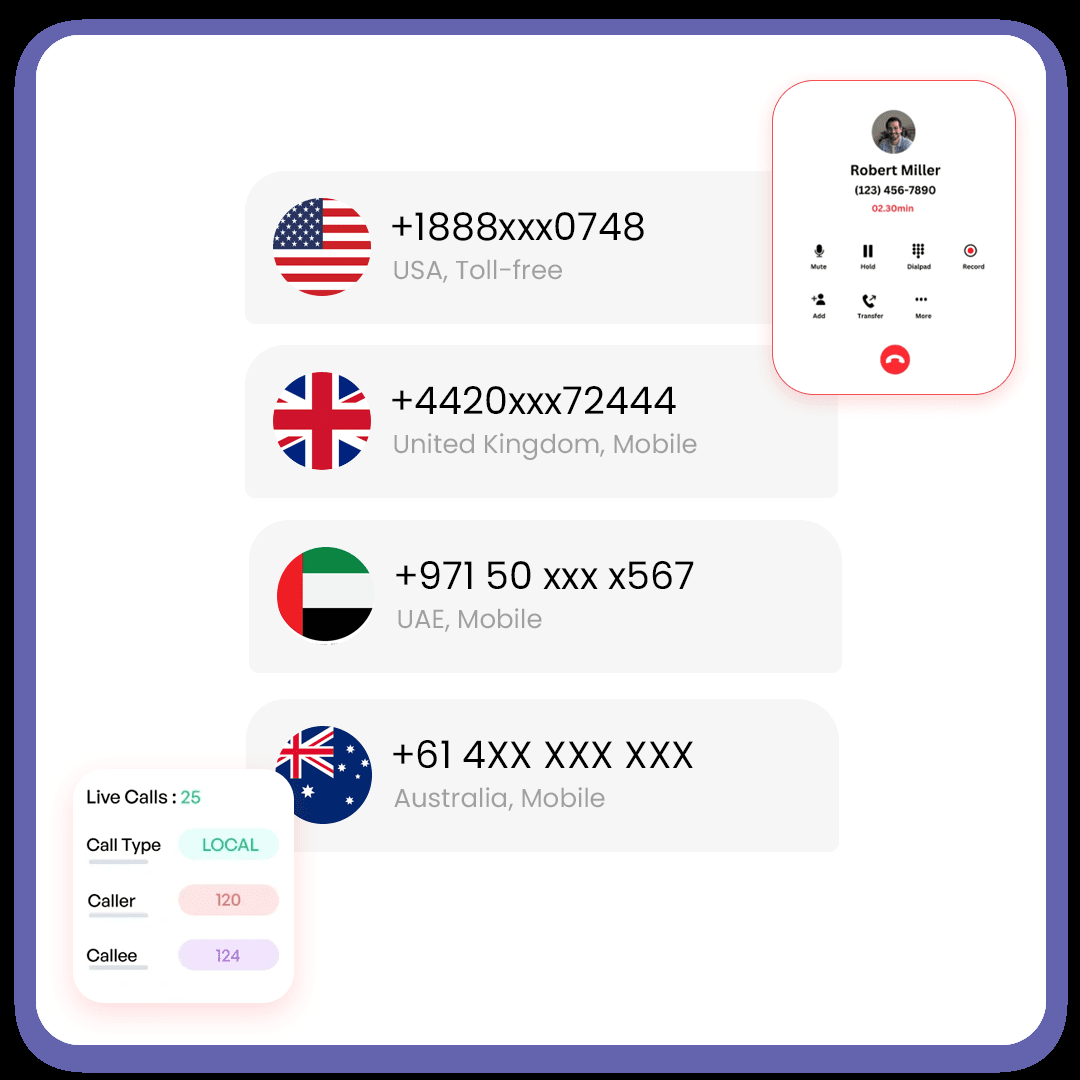 +1888xxx0748
USA, Toll-free
Robert Miller
(123) 456-7890
02.30min
Mute Hold Dialpad Record
Add Transfer More
+4420xxx72444
United Kingdom, Mobile
+971 50 xxx x567
UAE, Mobile
+61 4XX XXX XXX
Australia, Mobile
Live Calls : 25
Call Type LOCAL
Caller 120
Callee 124